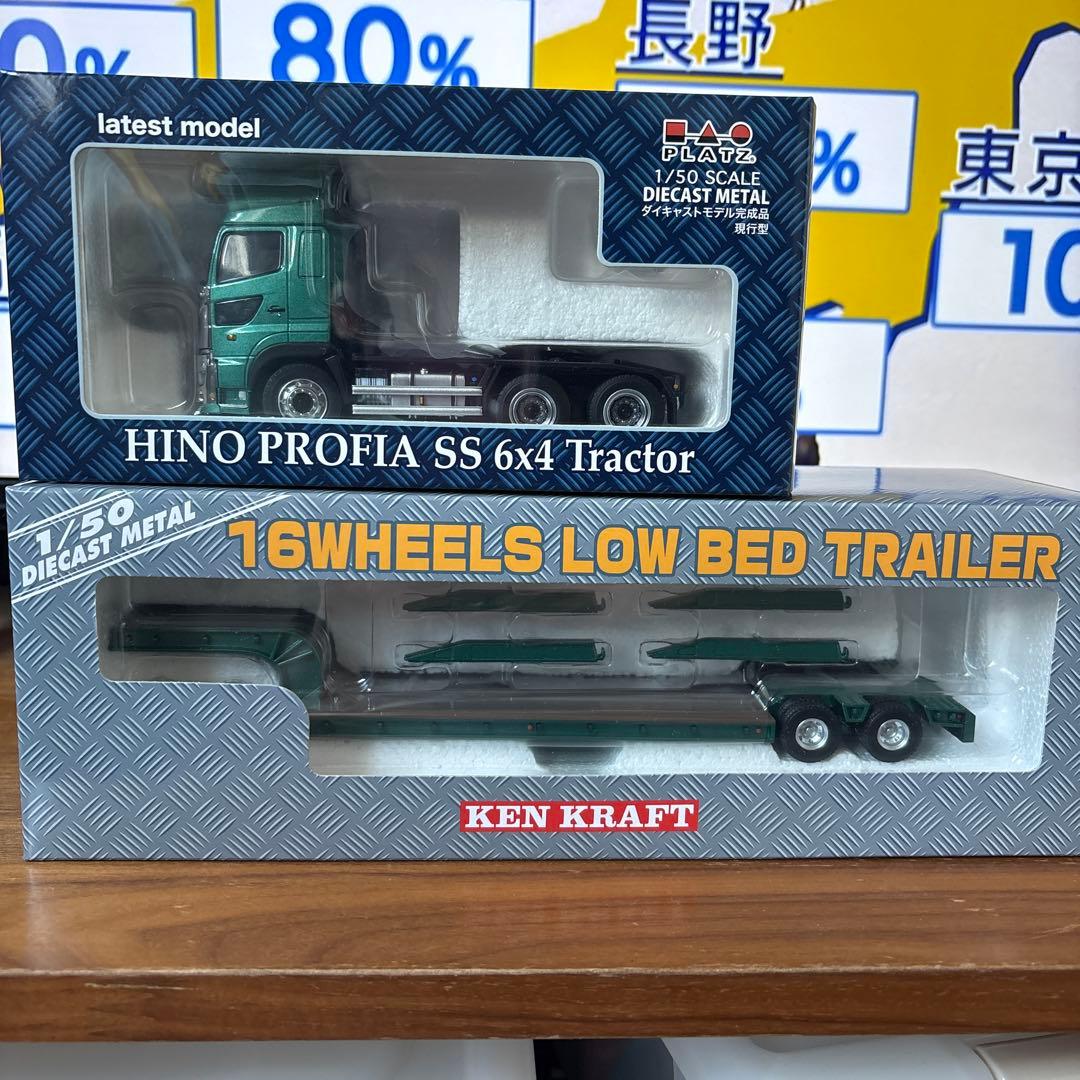 0%
80%
長野
%
東京
10
latest model
PLATZ
1/50 SCALE
DIECAST METAL
ダイキャストモデル完成品
現行型
HINO PROFIA SS 6x4 Tractor
1/50
DIECAST METAL
16WHEELS LOW BED TRAILER
KEN KRAFT